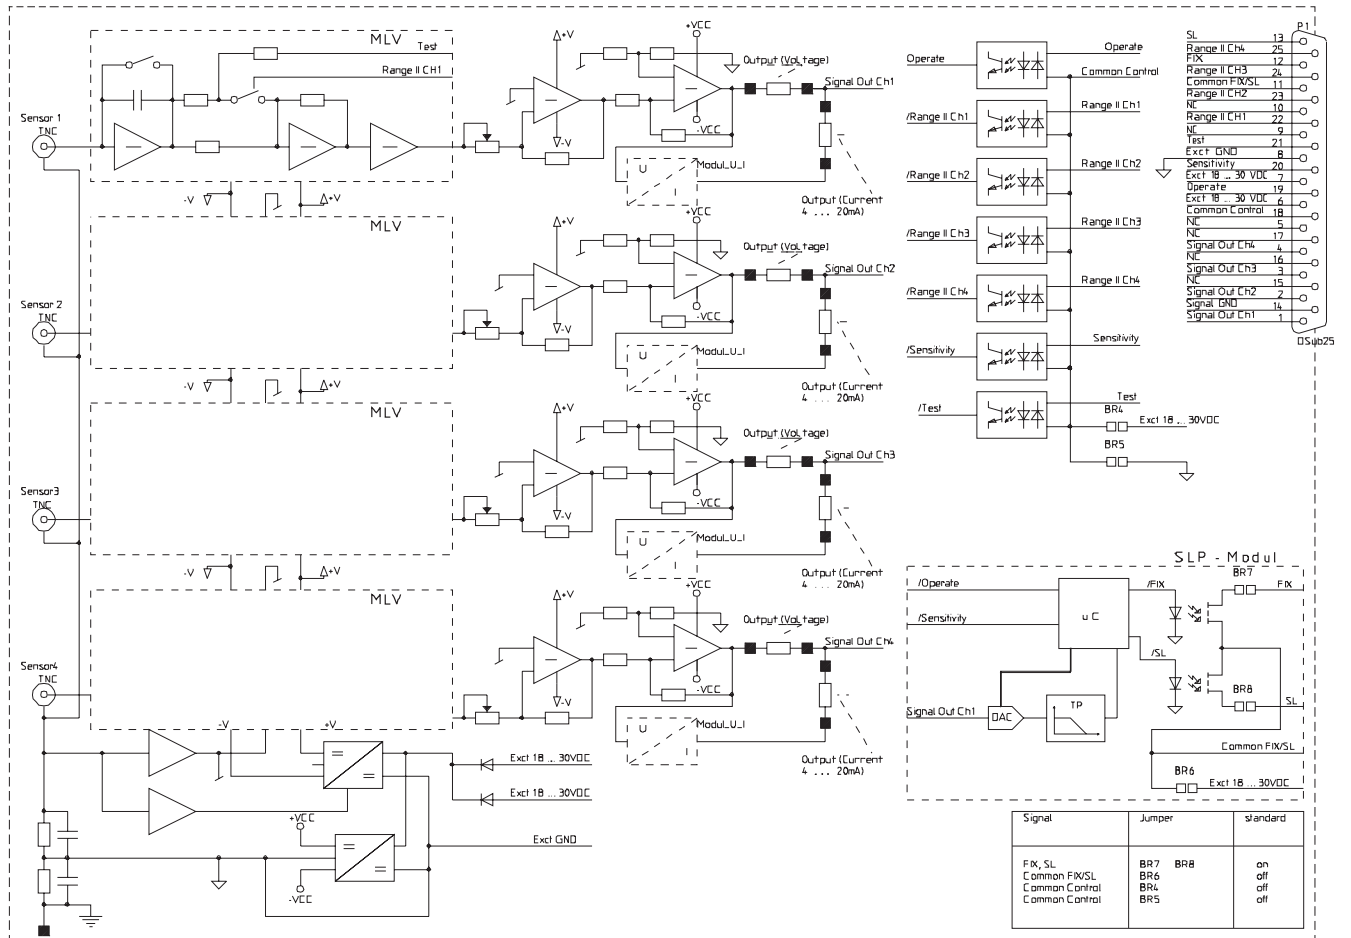 MLV
Test
Range II CH1
Sensor 1
TNC
-V
+V
+V
-V
+VCC
-VCC
Output (Voltage)
Signal Out Ch1
U
I
Modul_U_I
Output (Current
4 ... 20mA)
MLV
Sensor 2
TNC
-V
+V
+V
-V
+VCC
-VCC
Output (Voltage)
Signal Out Ch2
U
I
Modul_U_I
Output (Current
4 ... 20mA)
MLV
Sensor3
TNC
-V
+V
+V
-V
+VCC
-VCC
Output (Voltage)
Signal Out Ch3
U
I
Modul_U_I
Output (Current
4 ... 20mA)
MLV
Sensor4
TNC
-V
+V
+V
-V
+VCC
-VCC
Output (Voltage)
Signal Out Ch4
U
I
Modul_U_I
Output (Current
4 ... 20mA)
Exct 18 ... 30VDC
Exct 18 ... 30VDC
+VCC
Exct GND
-VCC
Operate
Operate
Common Control
/Range II Ch1
Range II Ch1
/Range II Ch2
Range II Ch2
/Range II Ch3
Range II Ch3
/Range II Ch4
Range II Ch4
/Sensitivity
Sensitivity
/Test
Test
BR4
Exct 18 ... 30VDC
BR5
P1
SL 13
Range II Ch4 25
FIX 12
Range II CH3 24
Common FIX/SL 11
Range II CH2 23
NC 10
Range II CH1 22
NC 9
Test 21
Exct GND 8
Sensitivity 20
Exct 18 ... 30 VDC 7
Operate 19
Exct 18 ... 30 VDC 6
Common Control 18
NC 5
NC 17
Signal Out Ch4 4
NC 16
Signal Out Ch3 3
NC 15
Signal Out Ch2 2
Signal GND 14
Signal Out Ch1 1
DSub25
SLP - Modul
/Operate
/Sensitivity
uC
/FIX
BR7
FIX
/SL
BR8
SL
Signal Out Ch1
DAC
TP
Common FIX/SL
BR6
Exct 18 ... 30VDC
Signal Jumper standard
FIX, SL BR7 BR8 on
Common FIX/SL BR6 off
Common Control BR4 off
Common Control BR5 off